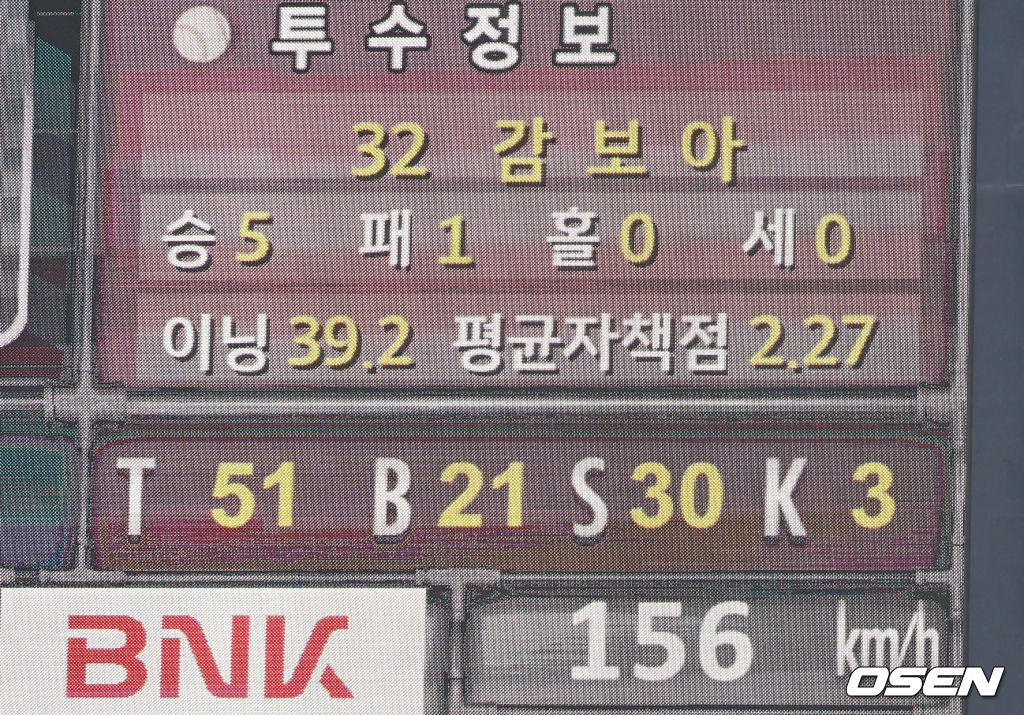 투수정보
32 감보아
승 5 패 1 홀 0 세 0
이닝 39.2 평균자책점 2.27
T 51 B 21 S 30 K 3
BNK 156 km/h
OSEN